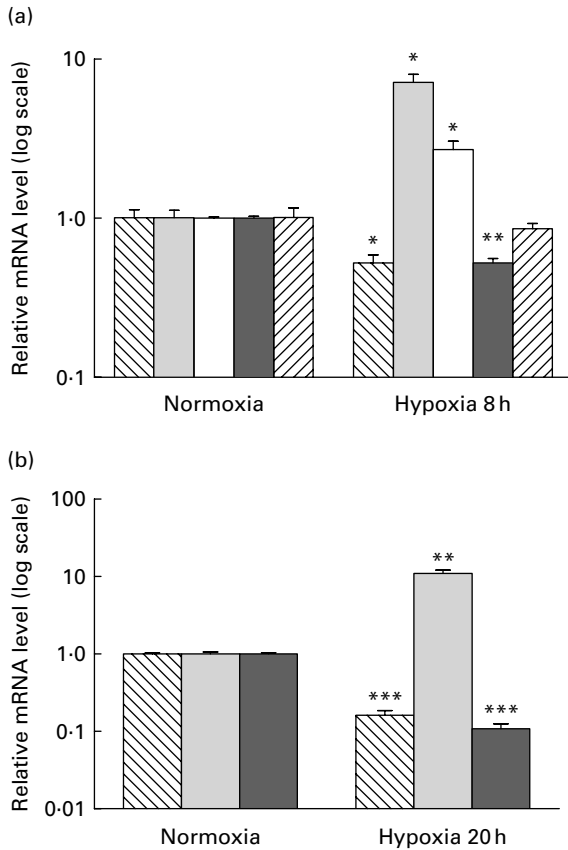 (a)
Relative mRNA level (log scale)
10
1·0
0·1
*
*
*
**
Normoxia
Hypoxia 8 h
(b)
Relative mRNA level (log scale)
100
10
1·0
0·1
0·01
***
**
***
Normoxia
Hypoxia 20 h